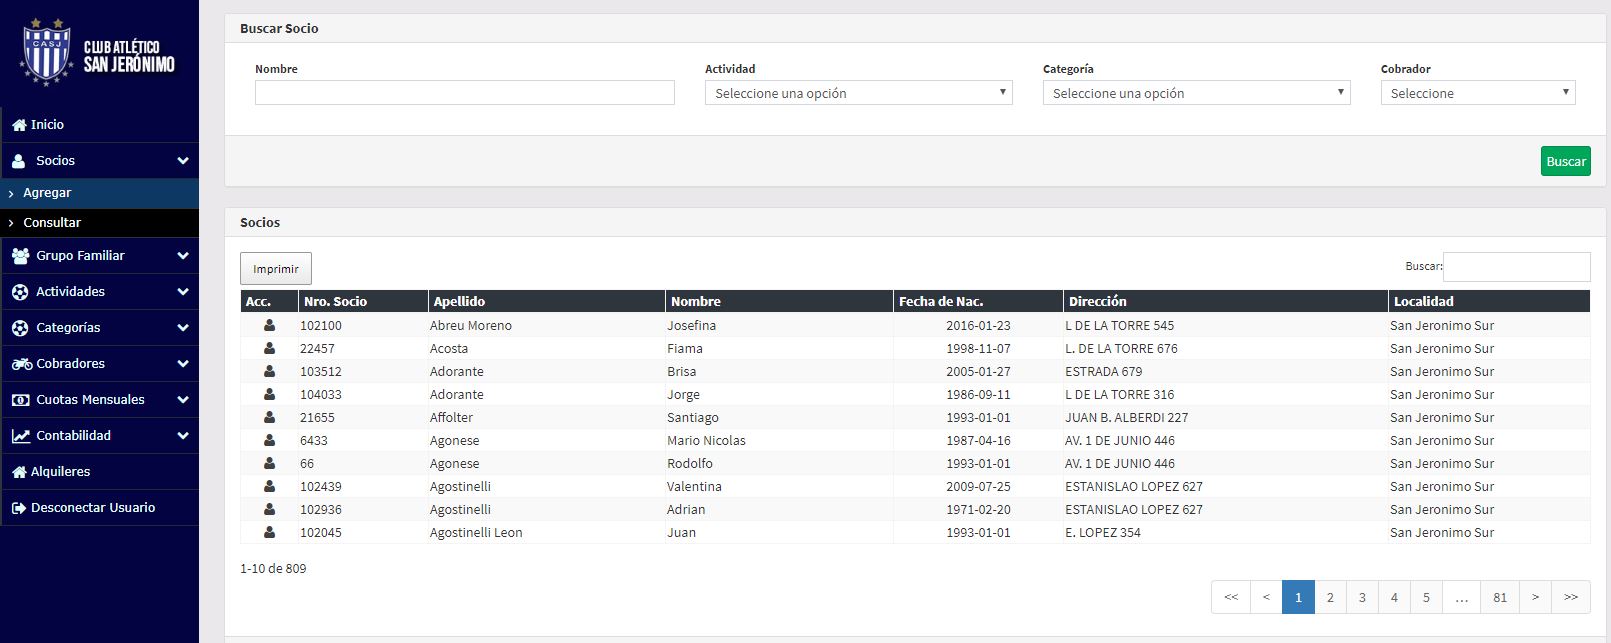 CASJ
CLUB ATLÉTICO
SAN JERÓNIMO
Inicio
Socios
Agregar
Consultar
Grupo Familiar
Actividades
Categorías
Cobradores
Cuotas Mensuales
Contabilidad
Alquileres
Desconectar Usuario
Buscar Socio
Nombre Actividad Categoría Cobrador
Seleccione una opción Seleccione una opción Seleccione
Buscar
Socios
Imprimir Buscar:
Acc. Nro. Socio Apellido Nombre Fecha de Nac. Dirección Localidad
102100 Abreu Moreno Josefina 2016-01-23 L DE LA TORRE 545 San Jeronimo Sur
22457 Acosta Fiama 1998-11-07 L. DE LA TORRE 676 San Jeronimo Sur
103512 Adorante Brisa 2005-01-27 ESTRADA 679 San Jeronimo Sur
104033 Adorante Jorge 1986-09-11 L DE LA TORRE 316 San Jeronimo Sur
21655 Affolter Santiago 1993-01-01 JUAN B. ALBERDI 227 San Jeronimo Sur
6433 Agonese Mario Nicolas 1987-04-16 AV. 1 DE JUNIO 446 San Jeronimo Sur
66 Agonese Rodolfo 1993-01-01 AV. 1 DE JUNIO 446 San Jeronimo Sur
102439 Agostinelli Valentina 2009-07-25 ESTANISLAO LOPEZ 627 San Jeronimo Sur
102936 Agostinelli Adrian 1971-02-20 ESTANISLAO LOPEZ 627 San Jeronimo Sur
102045 Agostinelli Leon Juan 1993-01-01 E. LOPEZ 354 San Jeronimo Sur
1-10 de 809
<< < 1 2 3 4 5 ... 81 > >>